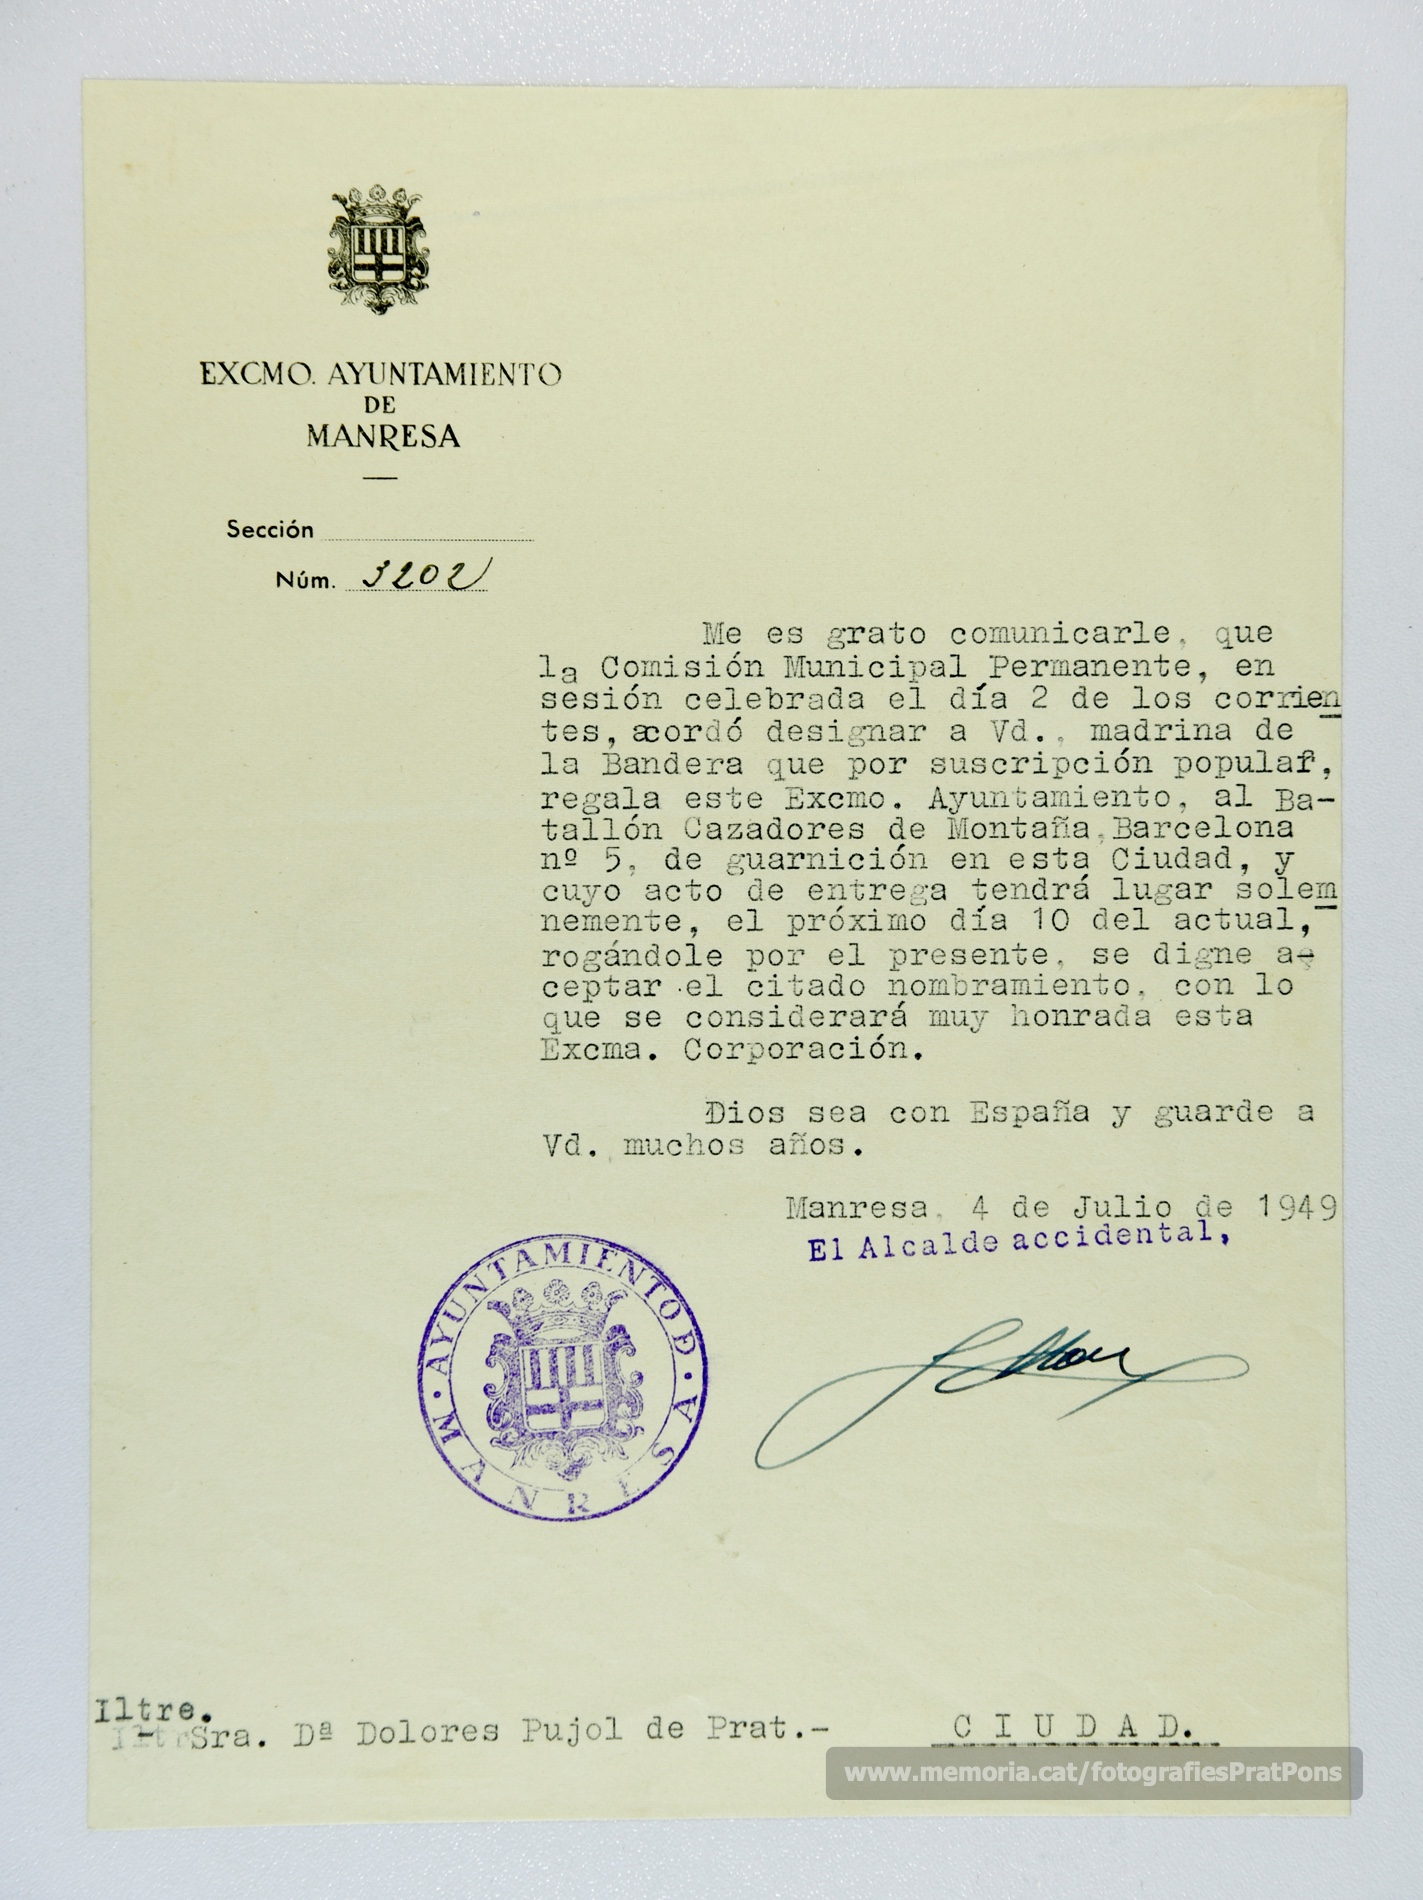 EXCMO. AYUNTAMIENTO
DE
MANRESA
Sección
Núm. 3202
Me es grato comunicarle, que
la Comisión Municipal Permanente, en
sesión celebrada el día 2 de los corrien
tes, acordó designar a Vd., madrina de
la Bandera que por suscripción popular,
regala este Excmo. Ayuntamiento, al Ba-
tallón Cazadores de Montaña, Barcelona
nº 5, de guarnición en esta Ciudad, y
cuyo acto de entrega tendrá lugar solem
nemente, el próximo día 10 del actual,
rogándole por el presente, se digne a-
ceptar el citado nombramiento, con lo
que se considerará muy honrada esta
Excma. Corporación.
Dios sea con España y guarde a
Vd. muchos años.
Manresa, 4 de Julio de 1949
El Alcalde accidental,
AYUNTAMIENTO DE MANRESA
Iltre.
Sra. Dª Dolores Pujol de Prat.- CIUDAD.
www.memoria.cat/fotografiesPratPons